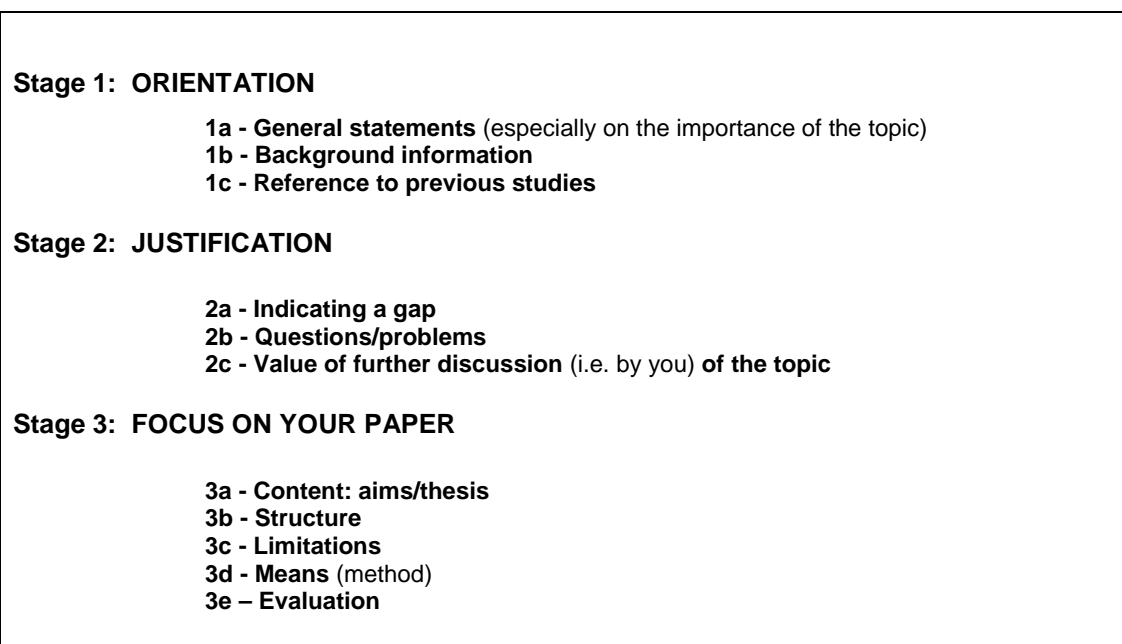 Stage 1:  ORIENTATION
1a - General statements (especially on the importance of the topic)
1b - Background information
1c - Reference to previous studies
Stage 2:  JUSTIFICATION
2a - Indicating a gap
2b - Questions/problems
2c - Value of further discussion (i.e. by you) of the topic
Stage 3:  FOCUS ON YOUR PAPER
3a - Content: aims/thesis
3b - Structure
3c - Limitations
3d - Means (method)
3e – Evaluation